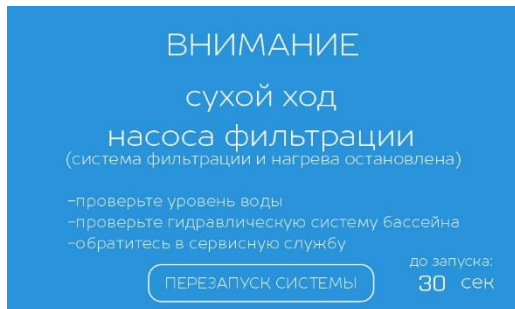 ВНИМАНИЕ
сухой ход
насоса фильтрации
(система фильтрации и нагрева остановлена)
-проверьте уровень воды
-проверьте гидравлическую систему бассейна
-обратитесь в сервисную службу
до запуска:
ПЕРЕЗАПУСК СИСТЕМЫ
30 сек